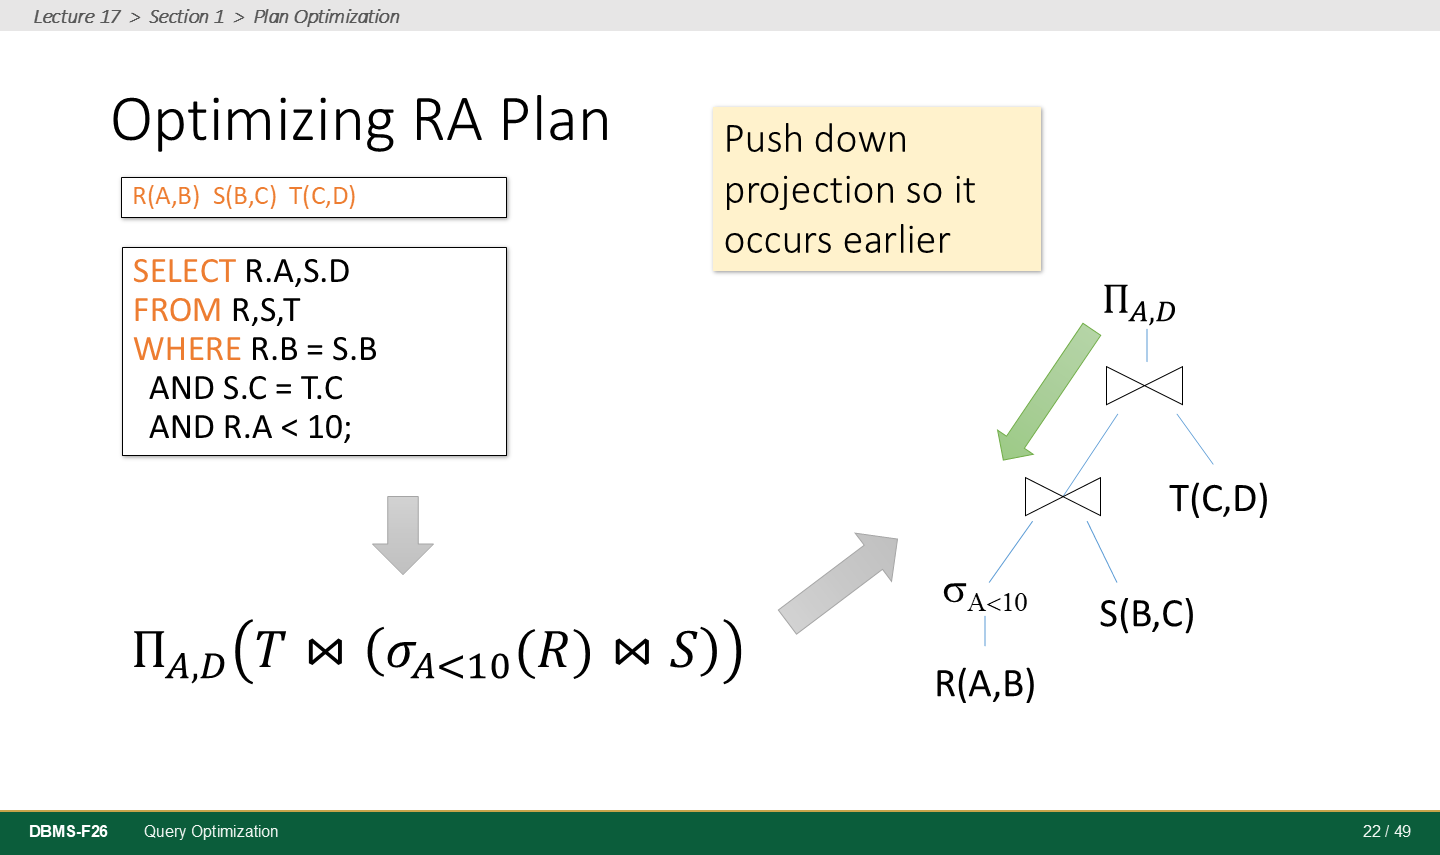 Lecture 17 > Section 1 > Plan Optimization
Optimizing RA Plan
R(A,B) S(B,C) T(C,D)
SELECT R.A,S.D
FROM R,S,T
WHERE R.B = S.B
AND S.C = T.C
AND R.A < 10;
Π_{A,D}(T ⋈ (σ_{A<10}(R) ⋈ S))
Push down
projection so it
occurs earlier
Π_{A,D}
T(C,D)
σ_{A<10}
S(B,C)
R(A,B)
DBMS-F26 Query Optimization 22 / 49